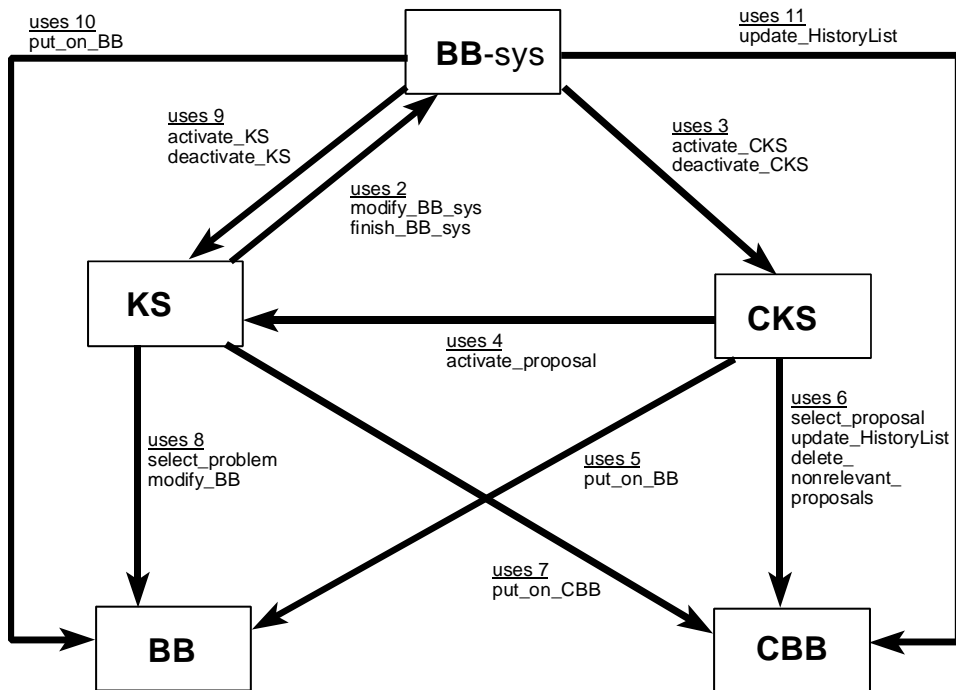 uses 10
put_on_BB
BB-sys
uses 11
update_HistoryList
uses 9
activate_KS
deactivate_KS
uses 3
activate_CKS
deactivate_CKS
uses 2
modify_BB_sys
finish_BB_sys
KS
CKS
uses 4
activate_proposal
uses 8
select_problem
modify_BB
uses 5
put_on_BB
uses 6
select_proposal
update_HistoryList
delete_
nonrelevant_
proposals
uses 7
put_on_CBB
BB
CBB